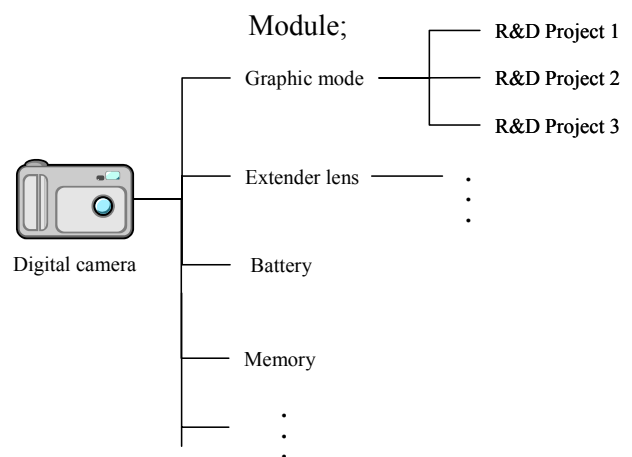 Module;
R&D Project 1
Graphic mode
R&D Project 2
R&D Project 3
Extender lens
Digital camera
Battery
Memory